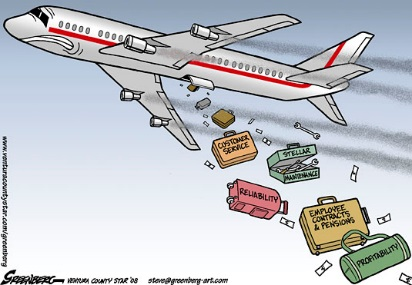 CUSTOMER
SERVICE
STELLAR
MAINTENANCE
RELIABILITY
EMPLOYEE
CONTRACTS
& PENSIONS
PROFITABILITY
www.venturacountystar.com/greenberg
GREENBERG- VENTURA COUNTY STAR '08 steve@greenberg-art.com